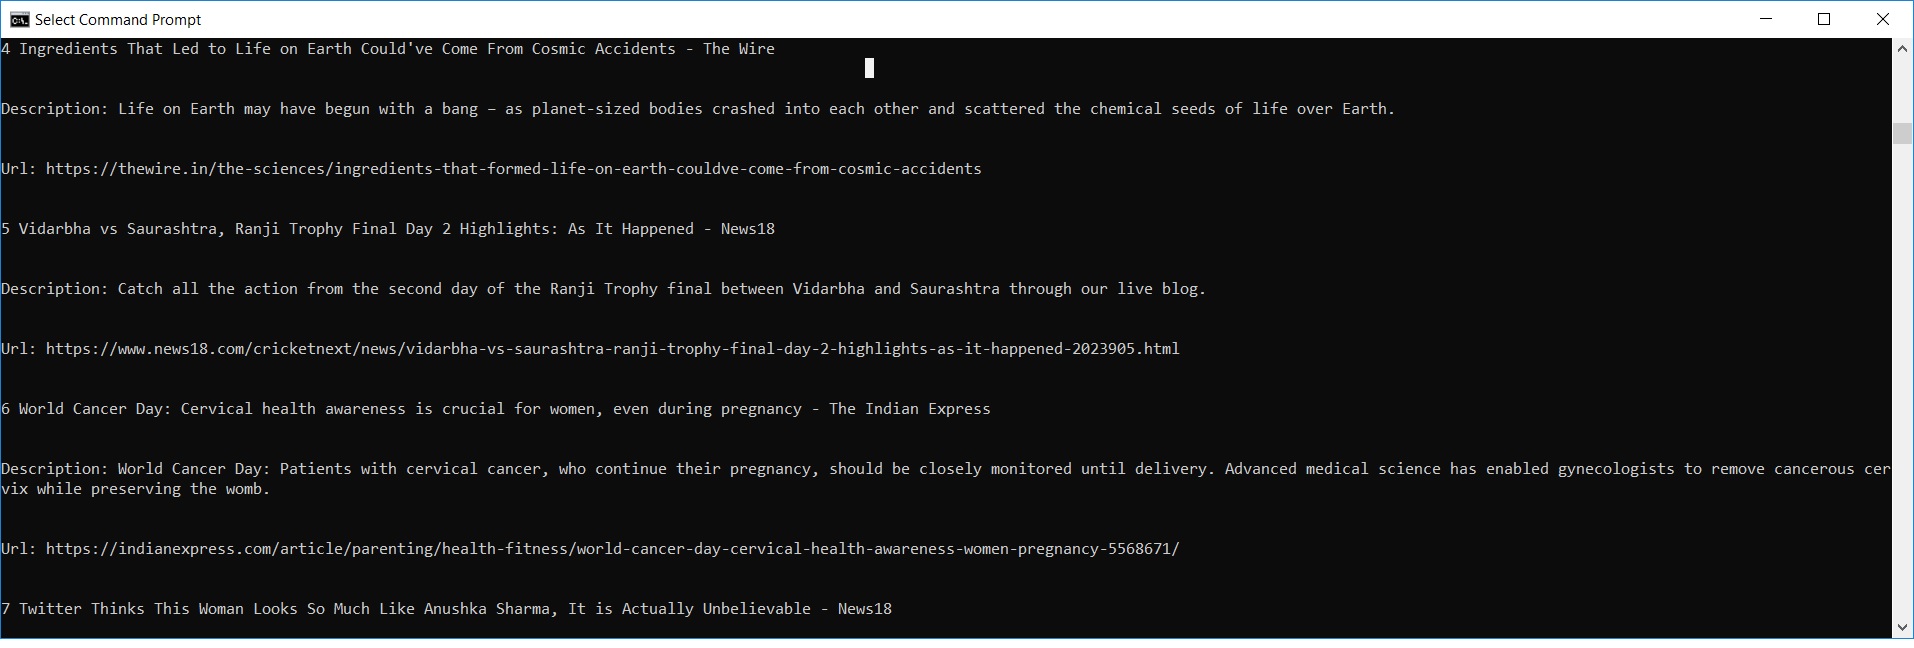 Select Command Prompt
4 Ingredients That Led to Life on Earth Could've Come From Cosmic Accidents - The Wire
Description: Life on Earth may have begun with a bang – as planet-sized bodies crashed into each other and scattered the chemical seeds of life over Earth.
Url: https://thewire.in/the-sciences/ingredients-that-formed-life-on-earth-couldve-come-from-cosmic-accidents
5 Vidarbha vs Saurashtra, Ranji Trophy Final Day 2 Highlights: As It Happened - News18
Description: Catch all the action from the second day of the Ranji Trophy final between Vidarbha and Saurashtra through our live blog.
Url: https://www.news18.com/cricketnext/news/vidarbha-vs-saurashtra-ranji-trophy-final-day-2-highlights-as-it-happened-2023905.html
6 World Cancer Day: Cervical health awareness is crucial for women, even during pregnancy - The Indian Express
Description: World Cancer Day: Patients with cervical cancer, who continue their pregnancy, should be closely monitored until delivery. Advanced medical science has enabled gynecologists to remove cancerous cer
vix while preserving the womb.
Url: https://indianexpress.com/article/parenting/health-fitness/world-cancer-day-cervical-health-awareness-women-pregnancy-5568671/
7 Twitter Thinks This Woman Looks So Much Like Anushka Sharma, It is Actually Unbelievable - News18